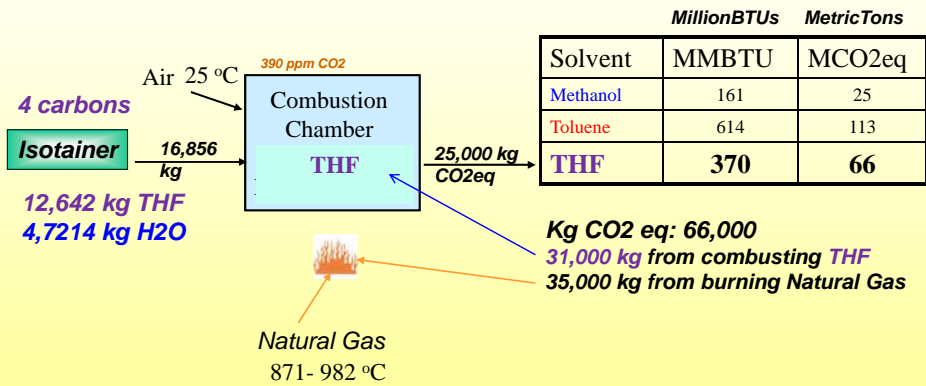 MillionBTUs MetricTons
390 ppm CO2
Air 25 °C
Solvent MMBTU MCO2eq
Methanol 161 25
Toluene 614 113
THF 370 66
4 carbons
Isotainer
16,856
kg
Combustion
Chamber
THF
25,000 kg
CO2eq
12,642 kg THF
4,7214 kg H2O
Kg CO2 eq: 66,000
31,000 kg from combusting THF
35,000 kg from burning Natural Gas
Natural Gas
871- 982 °C